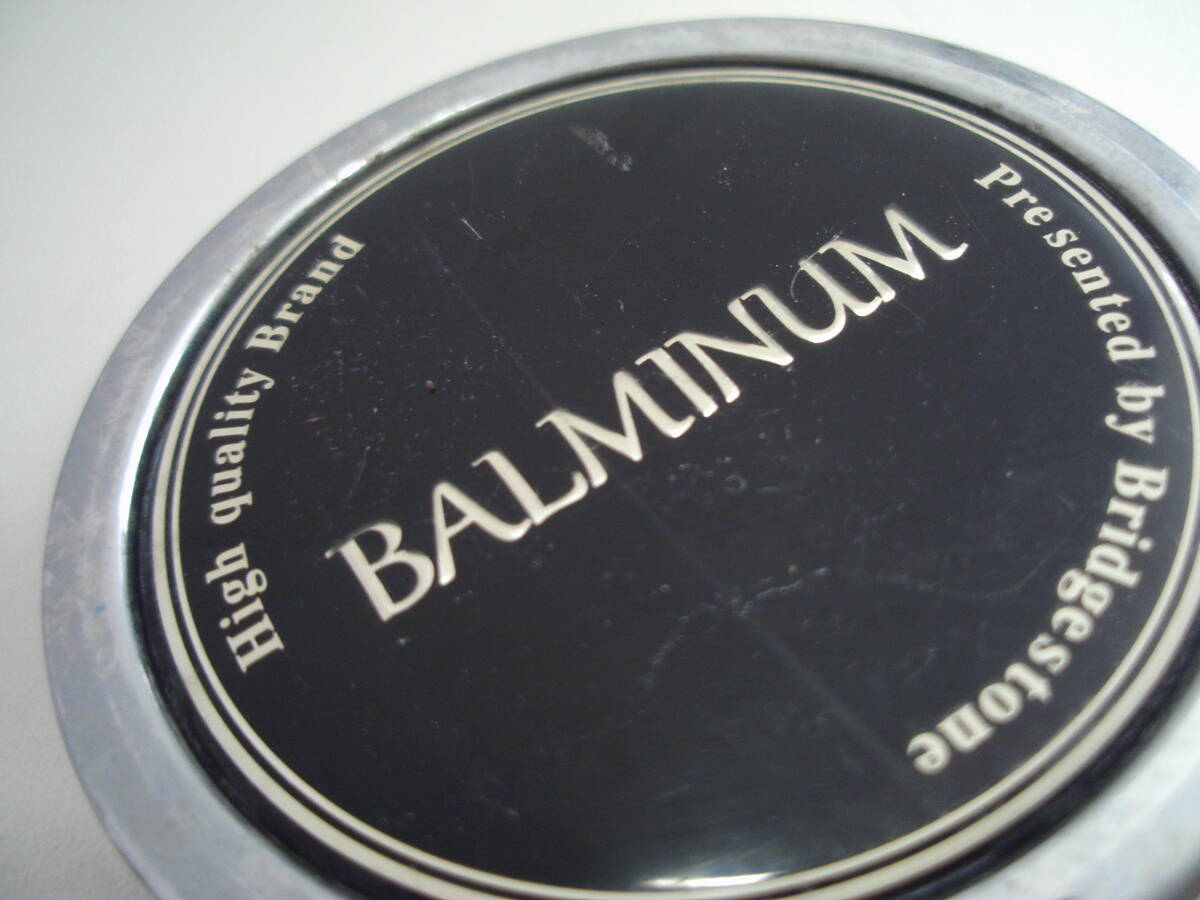 High quality Brand
BALMINUM
Presented by Bridgestone